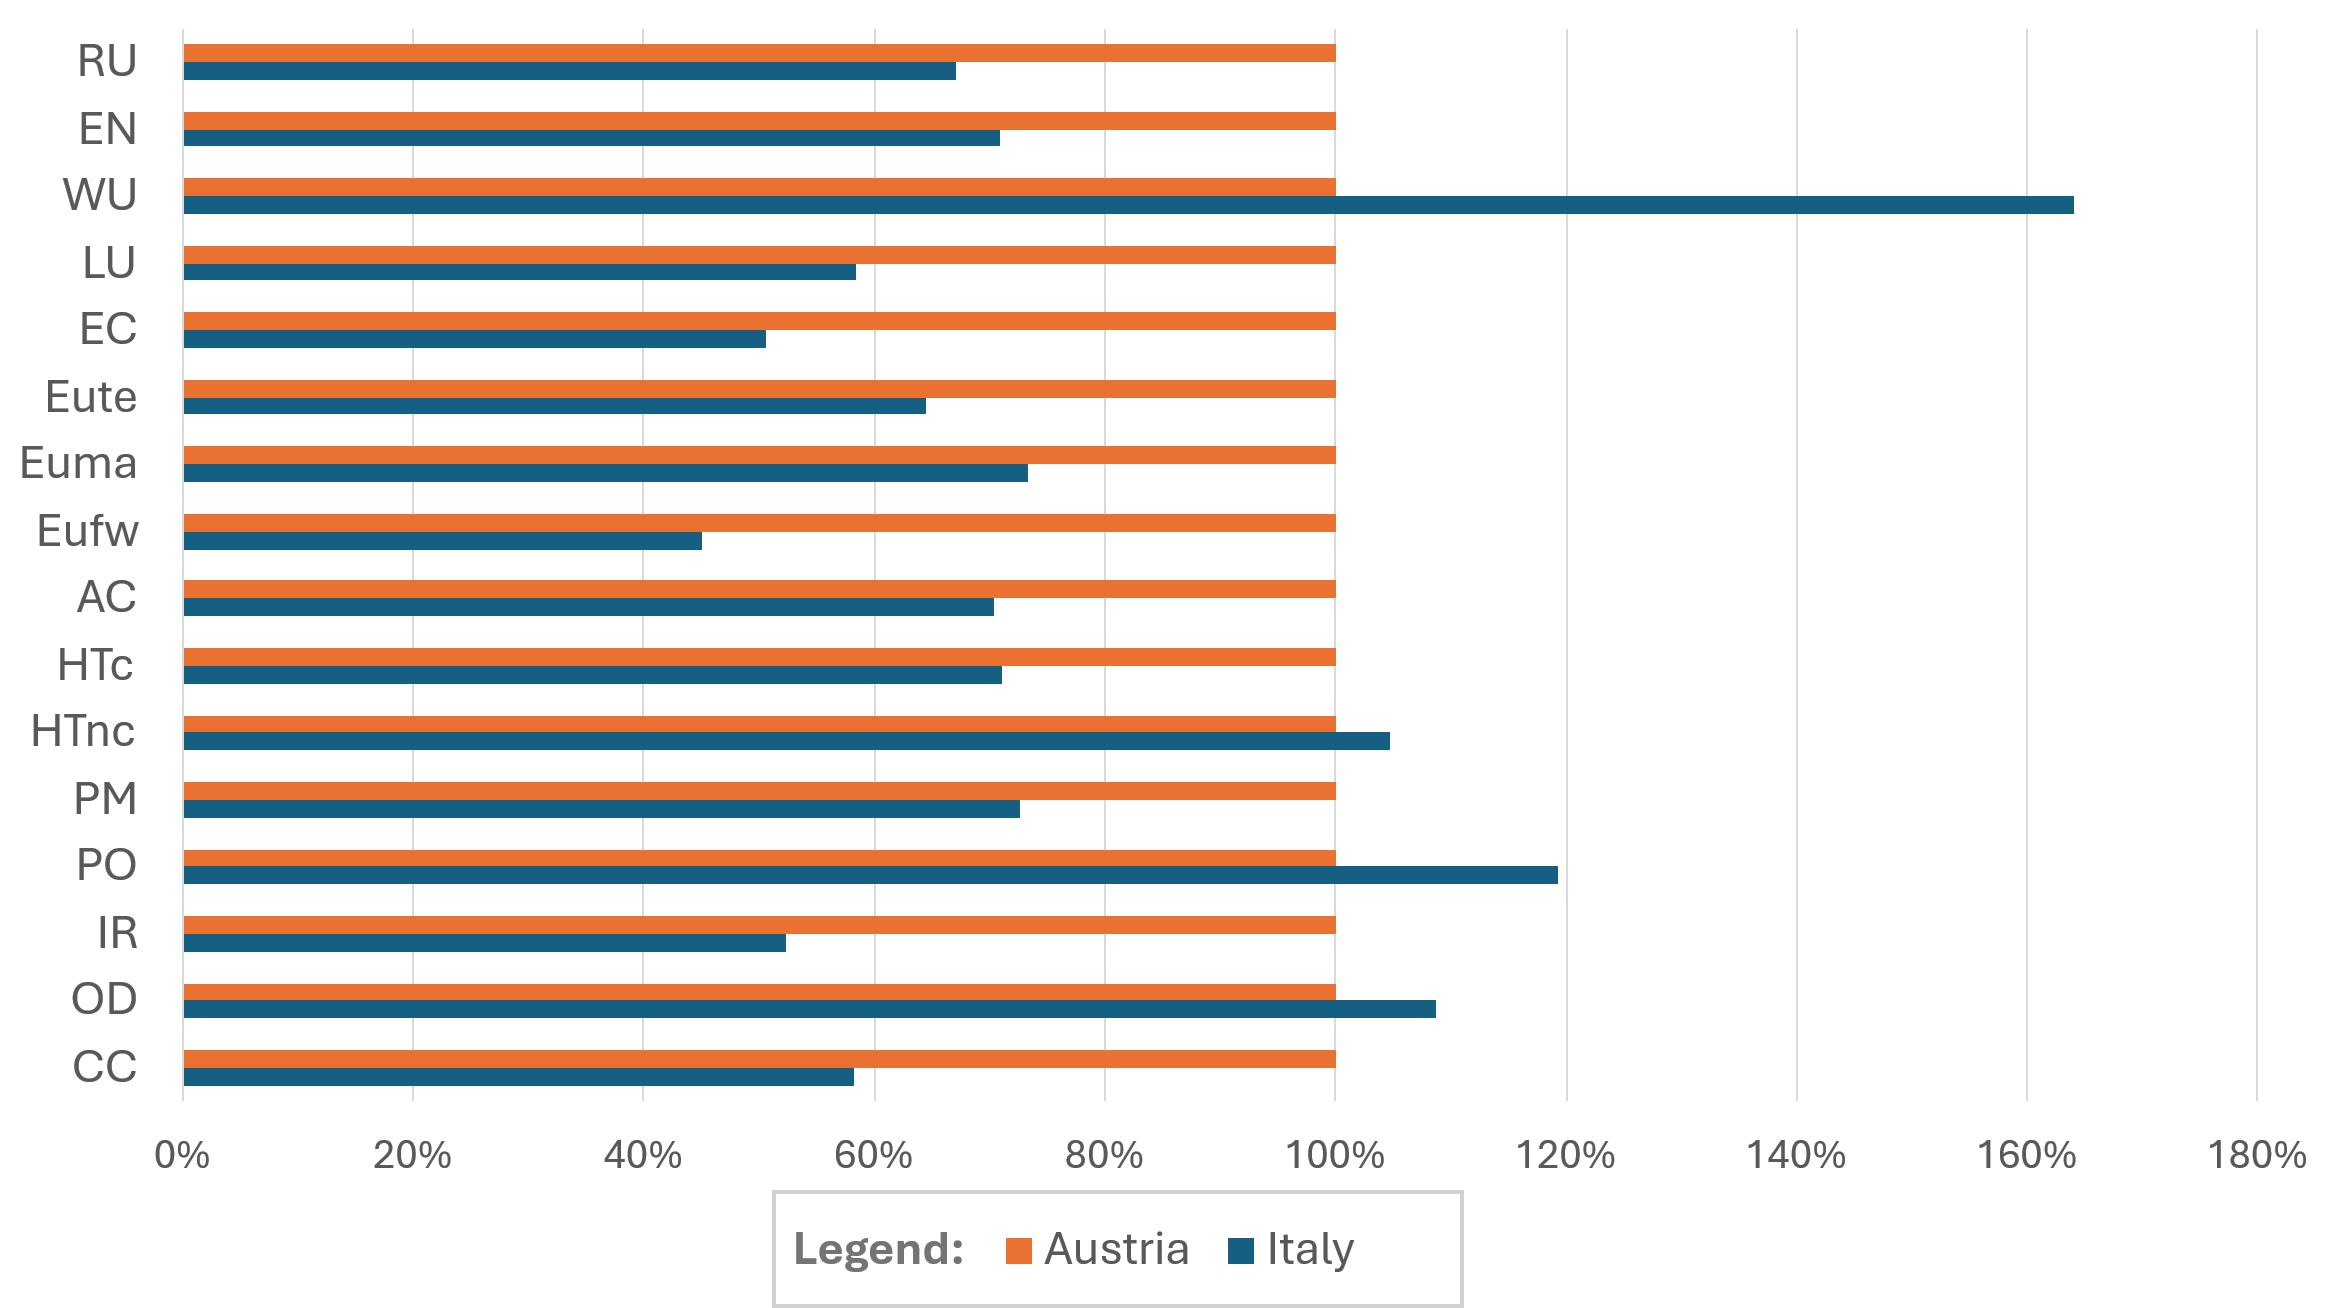 RU
EN
WU
LU
EC
Eute
Euma
Eufw
AC
HTc
HTnc
PM
PO
IR
OD
CC
0% 20% 40% 60% 80% 100% 120% 140% 160% 180%
Legend: Austria Italy